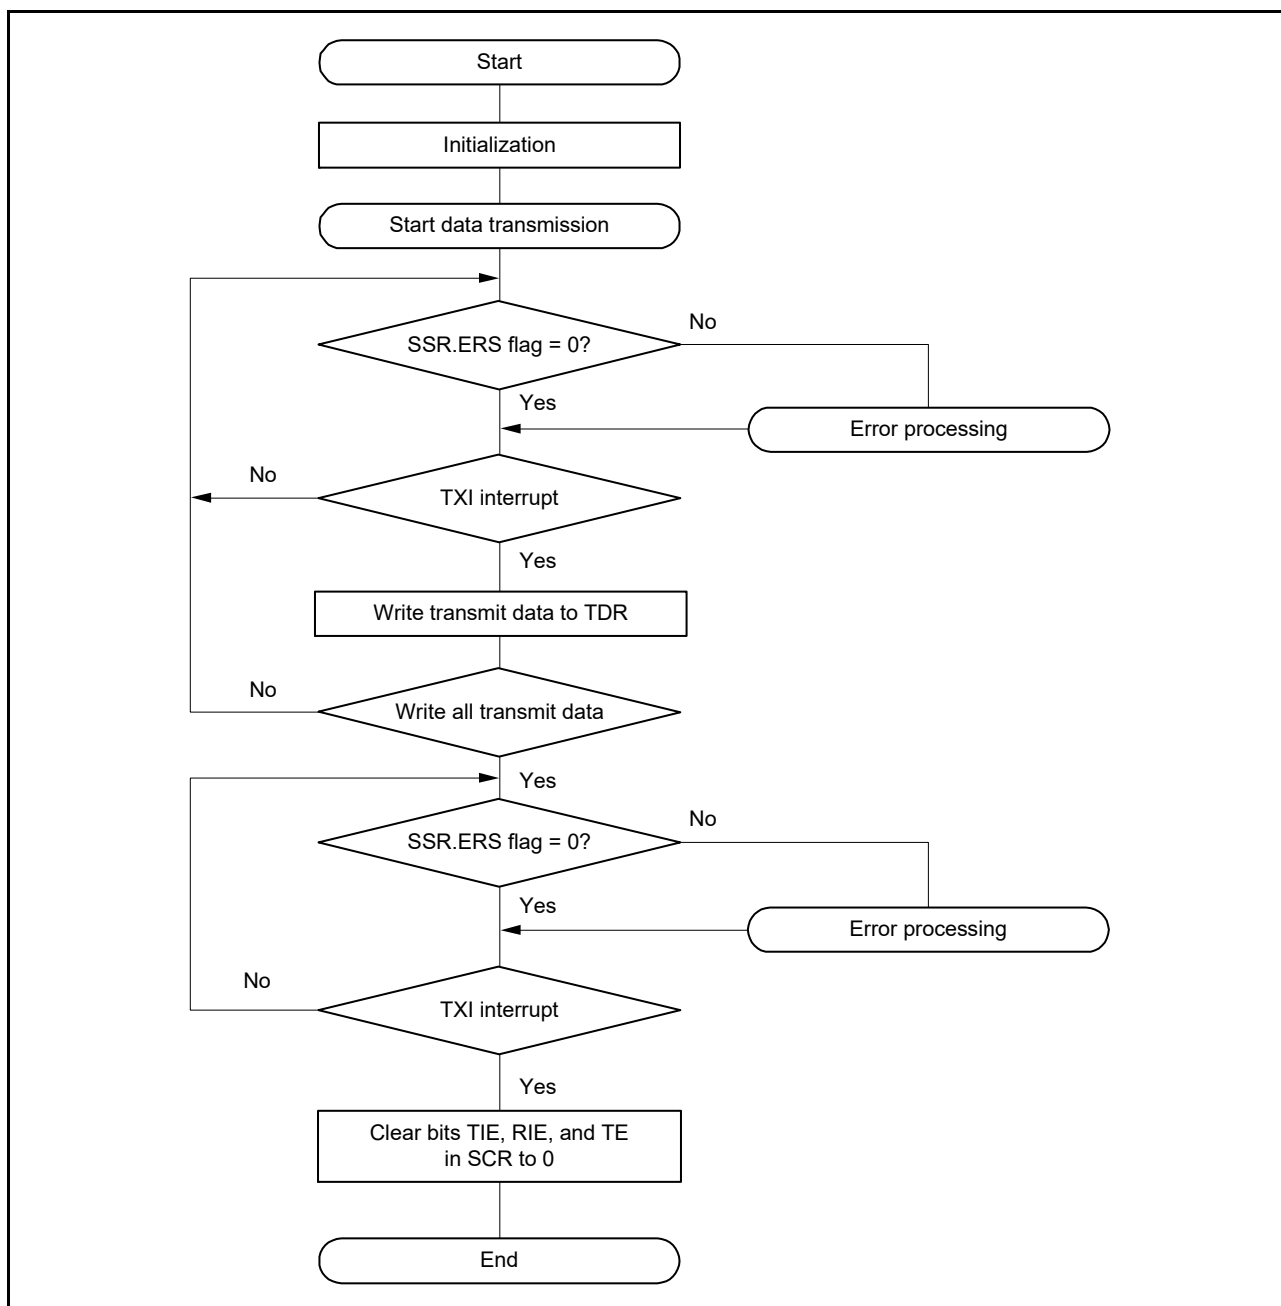 Start
Initialization
Start data transmission
SSR.ERS flag = 0?
No
Yes
Error processing
No
TXI interrupt
Yes
Write transmit data to TDR
No
Write all transmit data
Yes
SSR.ERS flag = 0?
No
Yes
Error processing
No
TXI interrupt
Yes
Clear bits TIE, RIE, and TE
in SCR to 0
End